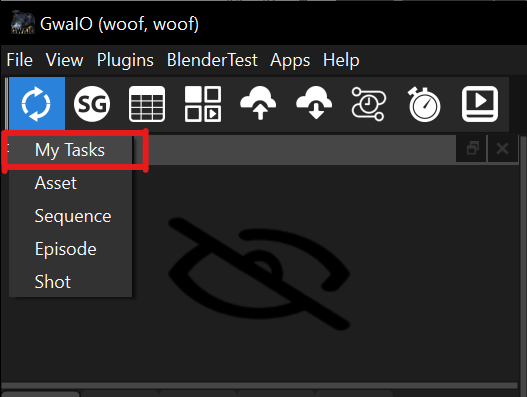 GwaIO (woof, woof)
File View Plugins BlenderTest Apps Help
SG
My Tasks
Asset
Sequence
Episode
Shot